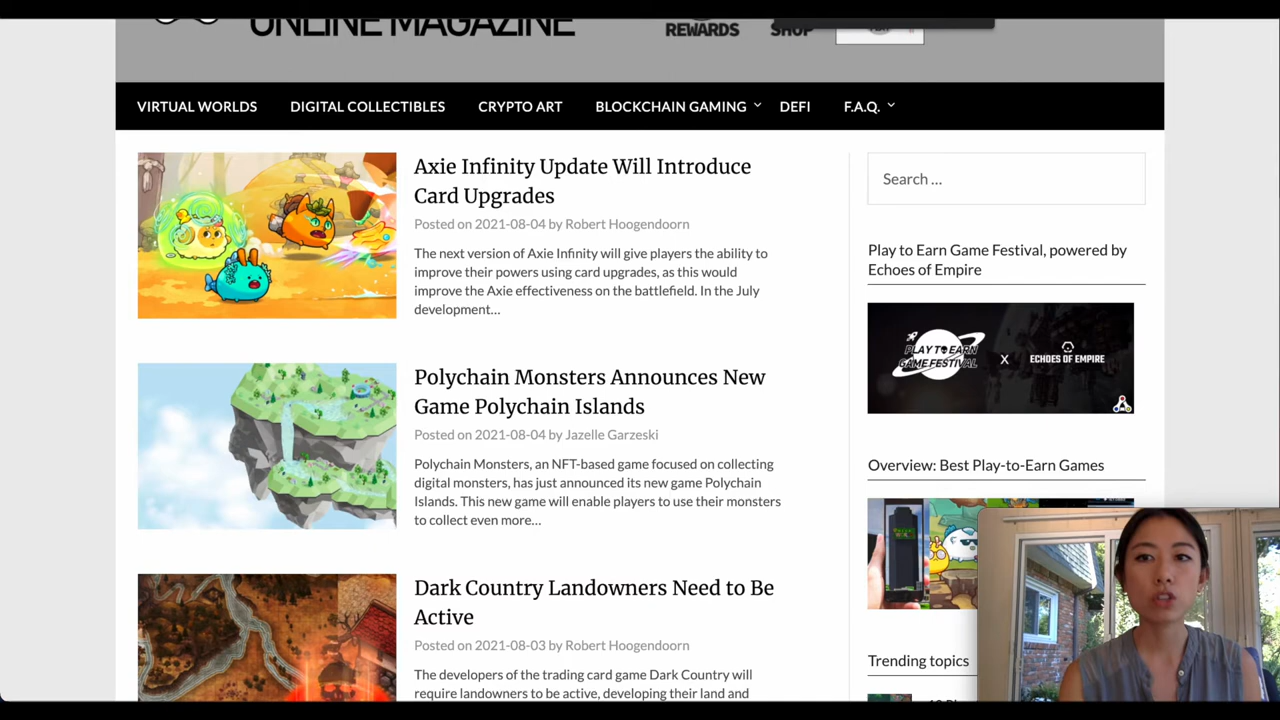 ONLINE MAGAZINE
REWARDS
SHOP
VIRTUAL WORLDS
DIGITAL COLLECTIBLES
CRYPTO ART
BLOCKCHAIN GAMING
DEFI
F.A.Q.
Axie Infinity Update Will Introduce
Card Upgrades
Posted on 2021-08-04 by Robert Hoogendoorn
The next version of Axie Infinity will give players the ability to
improve their powers using card upgrades, as this would
improve the Axie effectiveness on the battlefield. In the July
development…
Polychain Monsters Announces New
Game Polychain Islands
Posted on 2021-08-04 by Jazelle Garzeski
Polychain Monsters, an NFT-based game focused on collecting
digital monsters, has just announced its new game Polychain
Islands. This new game will enable players to use their monsters
to collect even more…
Dark Country Landowners Need to Be
Active
Posted on 2021-08-03 by Robert Hoogendoorn
The developers of the trading card game Dark Country will
require landowners to be active, developing their land and
Search …
Play to Earn Game Festival, powered by
Echoes of Empire
PLAY TO EARN
GAME FESTIVAL
X
ECHOES OF EMPIRE
Overview: Best Play-to-Earn Games
Trending topics